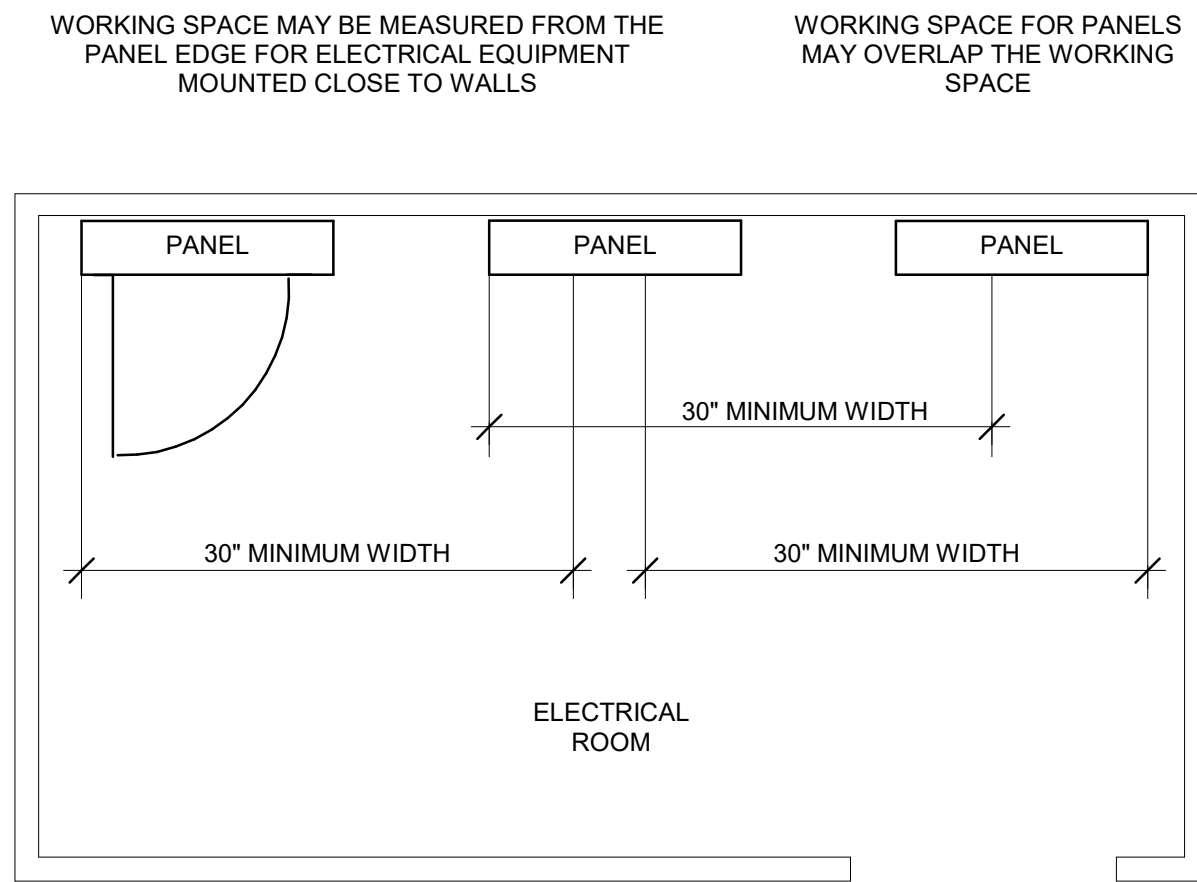 WORKING SPACE MAY BE MEASURED FROM THE
PANEL EDGE FOR ELECTRICAL EQUIPMENT
MOUNTED CLOSE TO WALLS
WORKING SPACE FOR PANELS
MAY OVERLAP THE WORKING
SPACE
PANEL
PANEL
PANEL
30" MINIMUM WIDTH
30" MINIMUM WIDTH
30" MINIMUM WIDTH
ELECTRICAL
ROOM